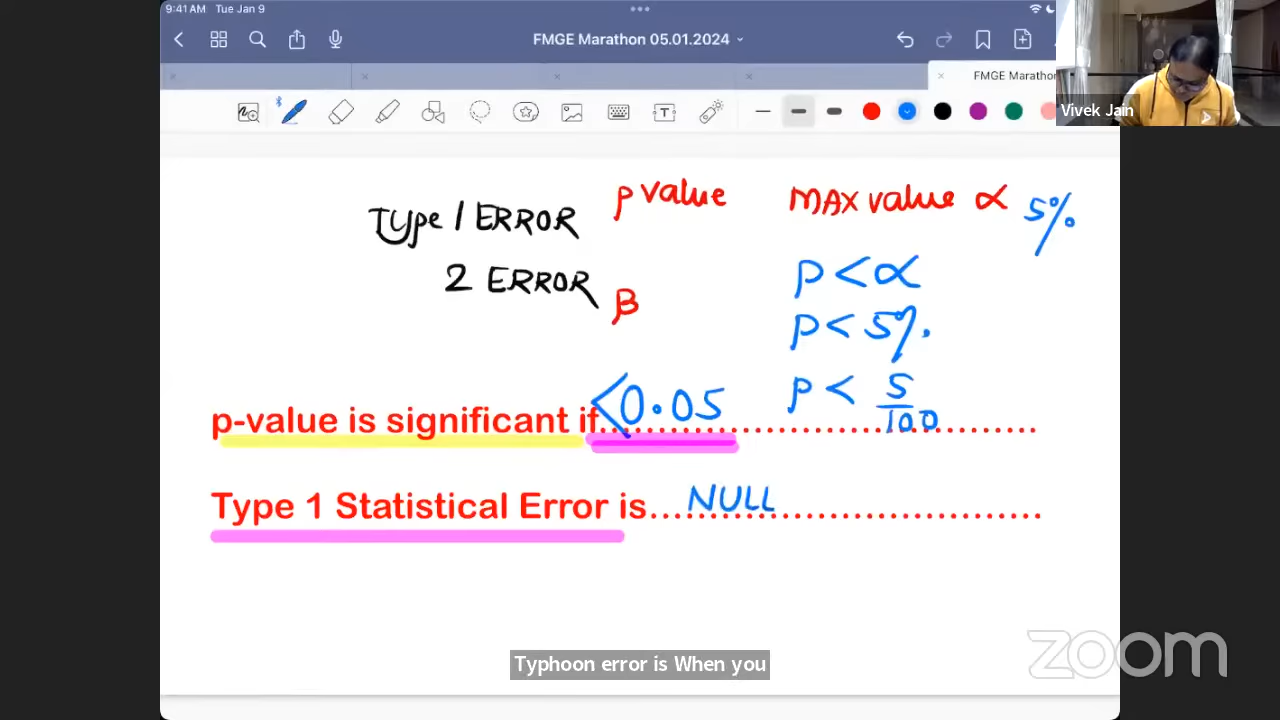 9:41 AM Tue Jan 9
FMGE Marathon 05.01.2024
FMGE Marathon
Vivek Jain
Type 1 ERROR p value MAX value α 5%
2 ERROR β
p < α
p < 5%.
p < 5/100
p-value is significant if <0.05
Type 1 Statistical Error is... NULL
Typhoon error is When you
zoom